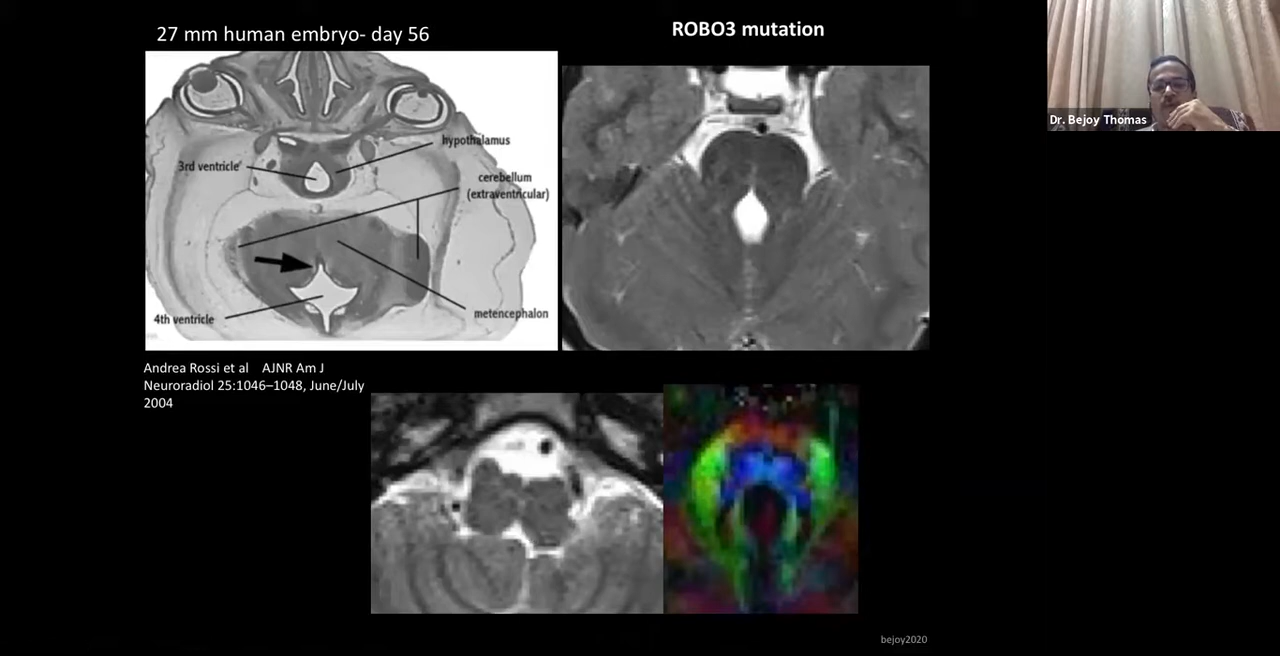 27 mm human embryo- day 56
ROBO3 mutation
hypothalamus
3rd ventricle
cerebellum
(extraventricular)
4th ventricle
metencephalon
Andrea Rossi et al AJNR Am J
Neuroradiol 25:1046–1048, June/July
2004
Dr. Bejoy Thomas
bejoy2020